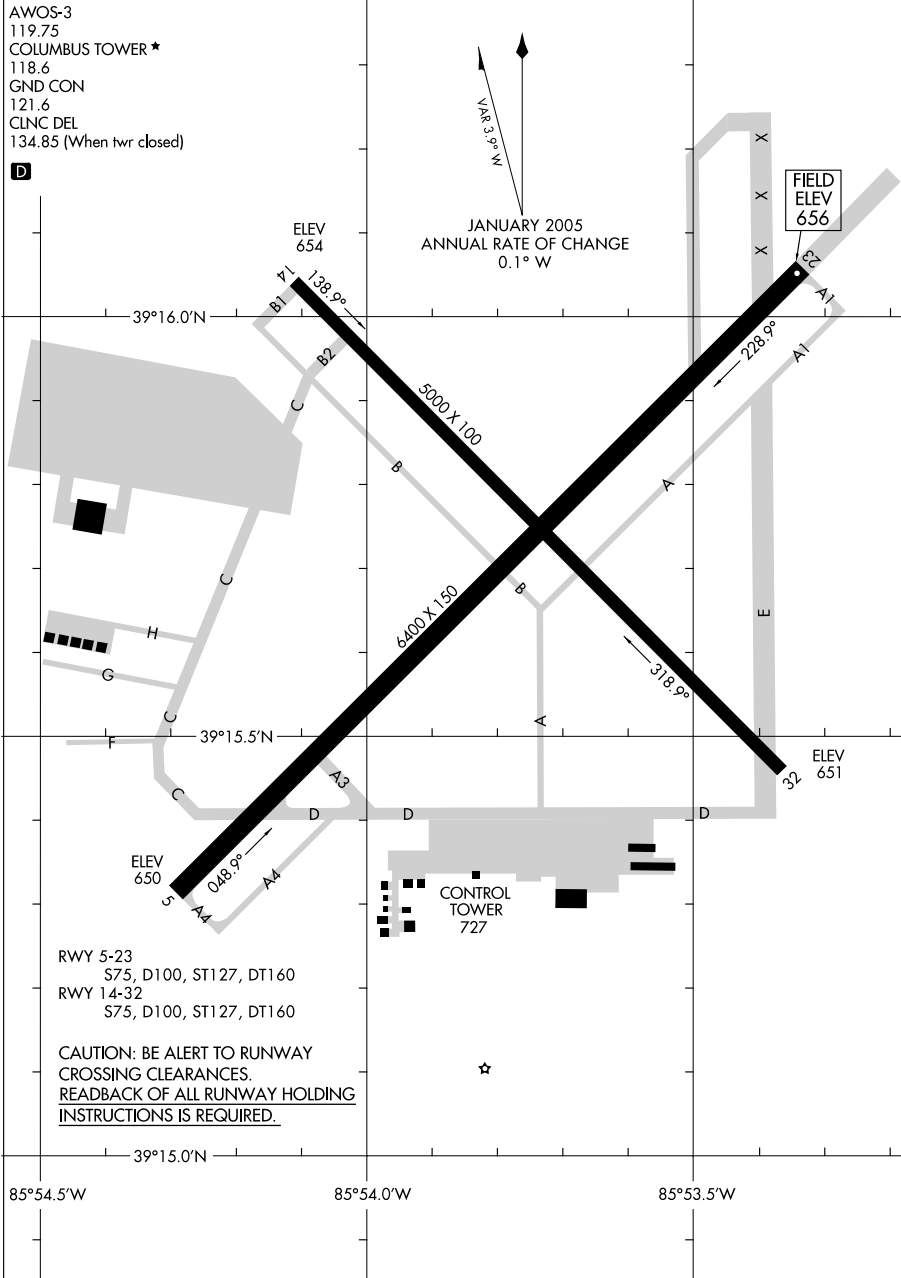 AWOS-3
119.75
COLUMBUS TOWER ★
118.6
GND CON
121.6
CLNC DEL
134.85 (When twr closed)
D
VAR 3.9° W
JANUARY 2005
ANNUAL RATE OF CHANGE
0.1° W
X
X
X
FIELD
ELEV
656
23
ELEV
654
14
138.9°
B1
A1
39°16.0'N
228.9°
A1
B2
C
5000 X 100
B
A
C
B
6400 X 150
E
H
G
318.9°
C
F
39°15.5'N
A
ELEV
651
32
A3
C
D
D
D
ELEV
650
5
048.9°
A4
A4
CONTROL
TOWER
727
RWY 5-23
S75, D100, ST127, DT160
RWY 14-32
S75, D100, ST127, DT160
CAUTION: BE ALERT TO RUNWAY
CROSSING CLEARANCES.
READBACK OF ALL RUNWAY HOLDING
INSTRUCTIONS IS REQUIRED.
39°15.0'N
85°54.5'W
85°54.0'W
85°53.5'W